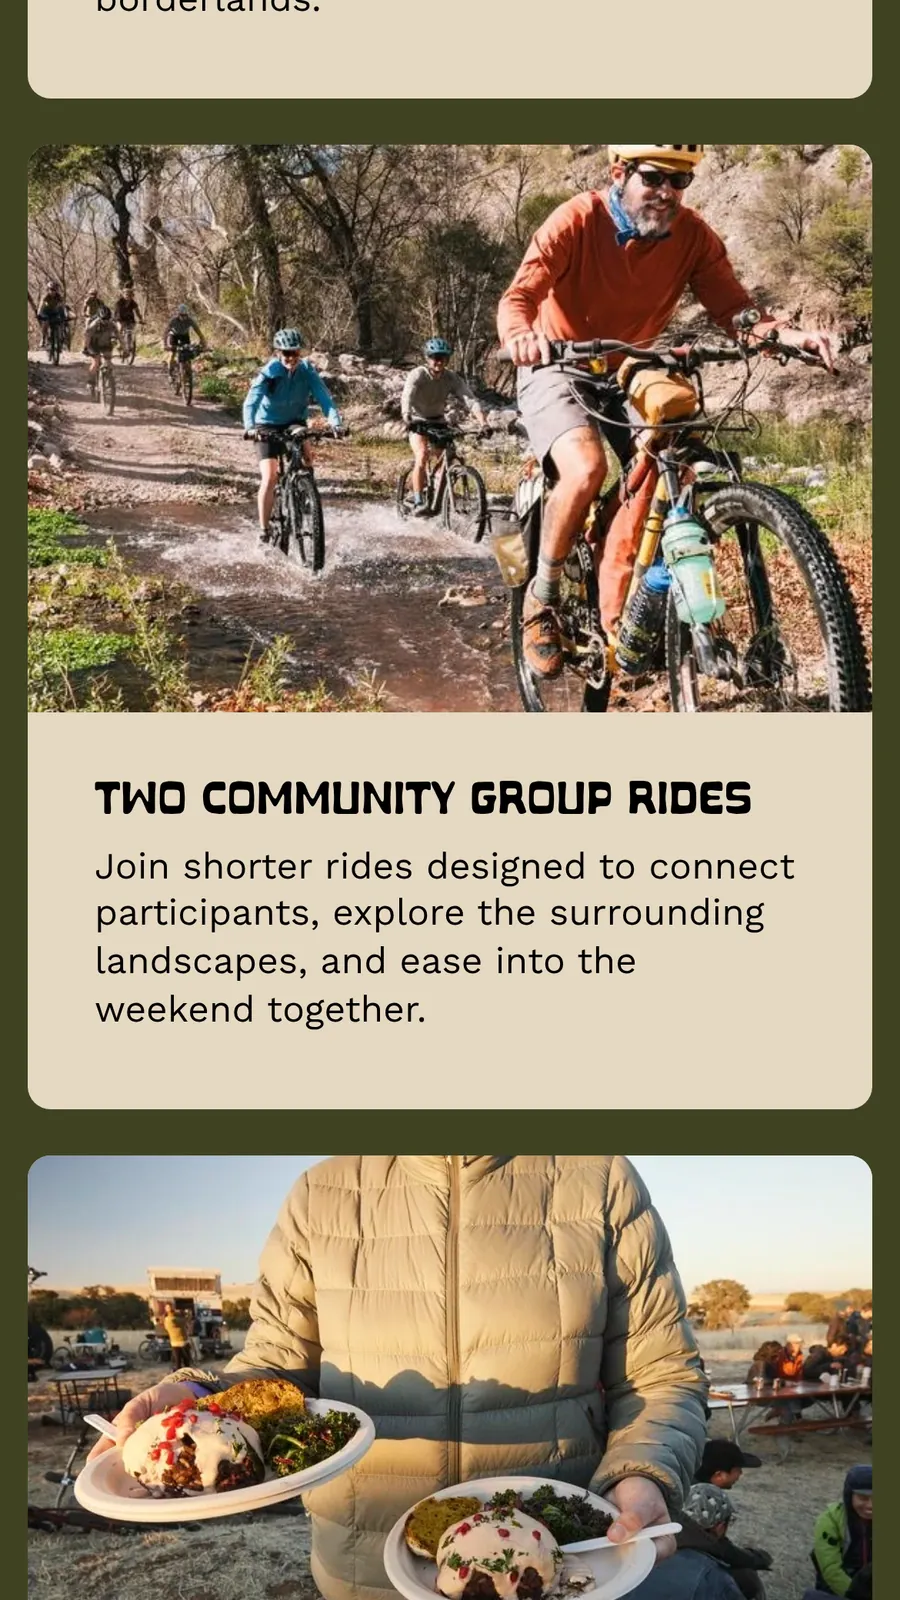 borderlands.
TWO COMMUNITY GROUP RIDES
Join shorter rides designed to connect
participants, explore the surrounding
landscapes, and ease into the
weekend together.